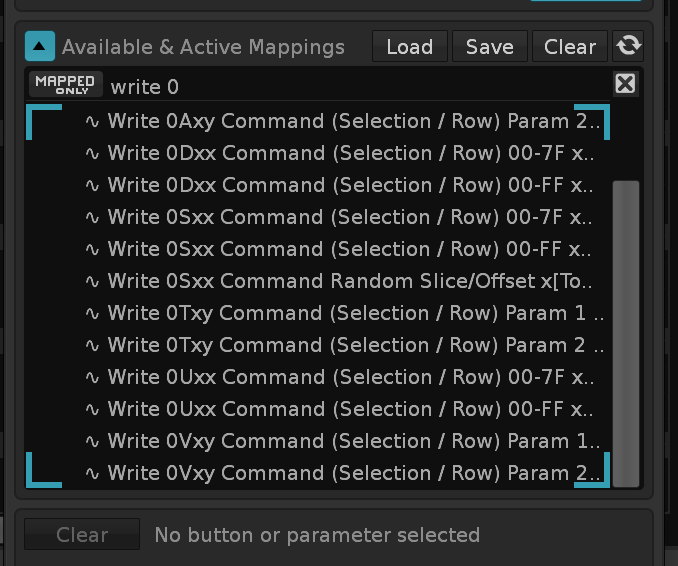 Available & Active Mappings Load Save Clear
MAPPED ONLY write 0
∿ Write 0Axy Command (Selection / Row) Param 2..
∿ Write 0Dxx Command (Selection / Row) 00-7F x..
∿ Write 0Dxx Command (Selection / Row) 00-FF x..
∿ Write 0Sxx Command (Selection / Row) 00-7F x..
∿ Write 0Sxx Command (Selection / Row) 00-FF x..
∿ Write 0Sxx Command Random Slice/Offset x[To..
∿ Write 0Txy Command (Selection / Row) Param 1 ..
∿ Write 0Txy Command (Selection / Row) Param 2 ..
∿ Write 0Uxx Command (Selection / Row) 00-7F x..
∿ Write 0Uxx Command (Selection / Row) 00-FF x..
∿ Write 0Vxy Command (Selection / Row) Param 1..
∿ Write 0Vxy Command (Selection / Row) Param 2..
Clear No button or parameter selected